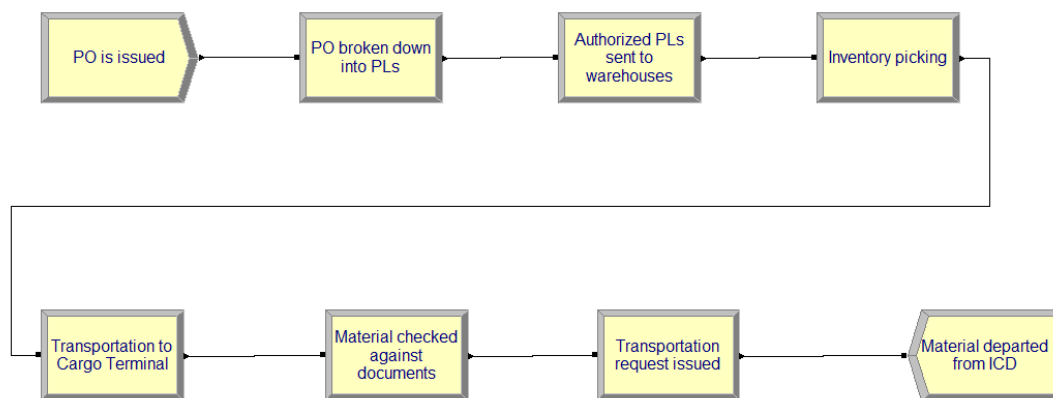 PO is issued
PO broken down
into PLs
Authorized PLs
sent to
warehouses
Inventory picking
Transportation to
Cargo Terminal
Material checked
against
documents
Transportation
request issued
Material departed
from ICD